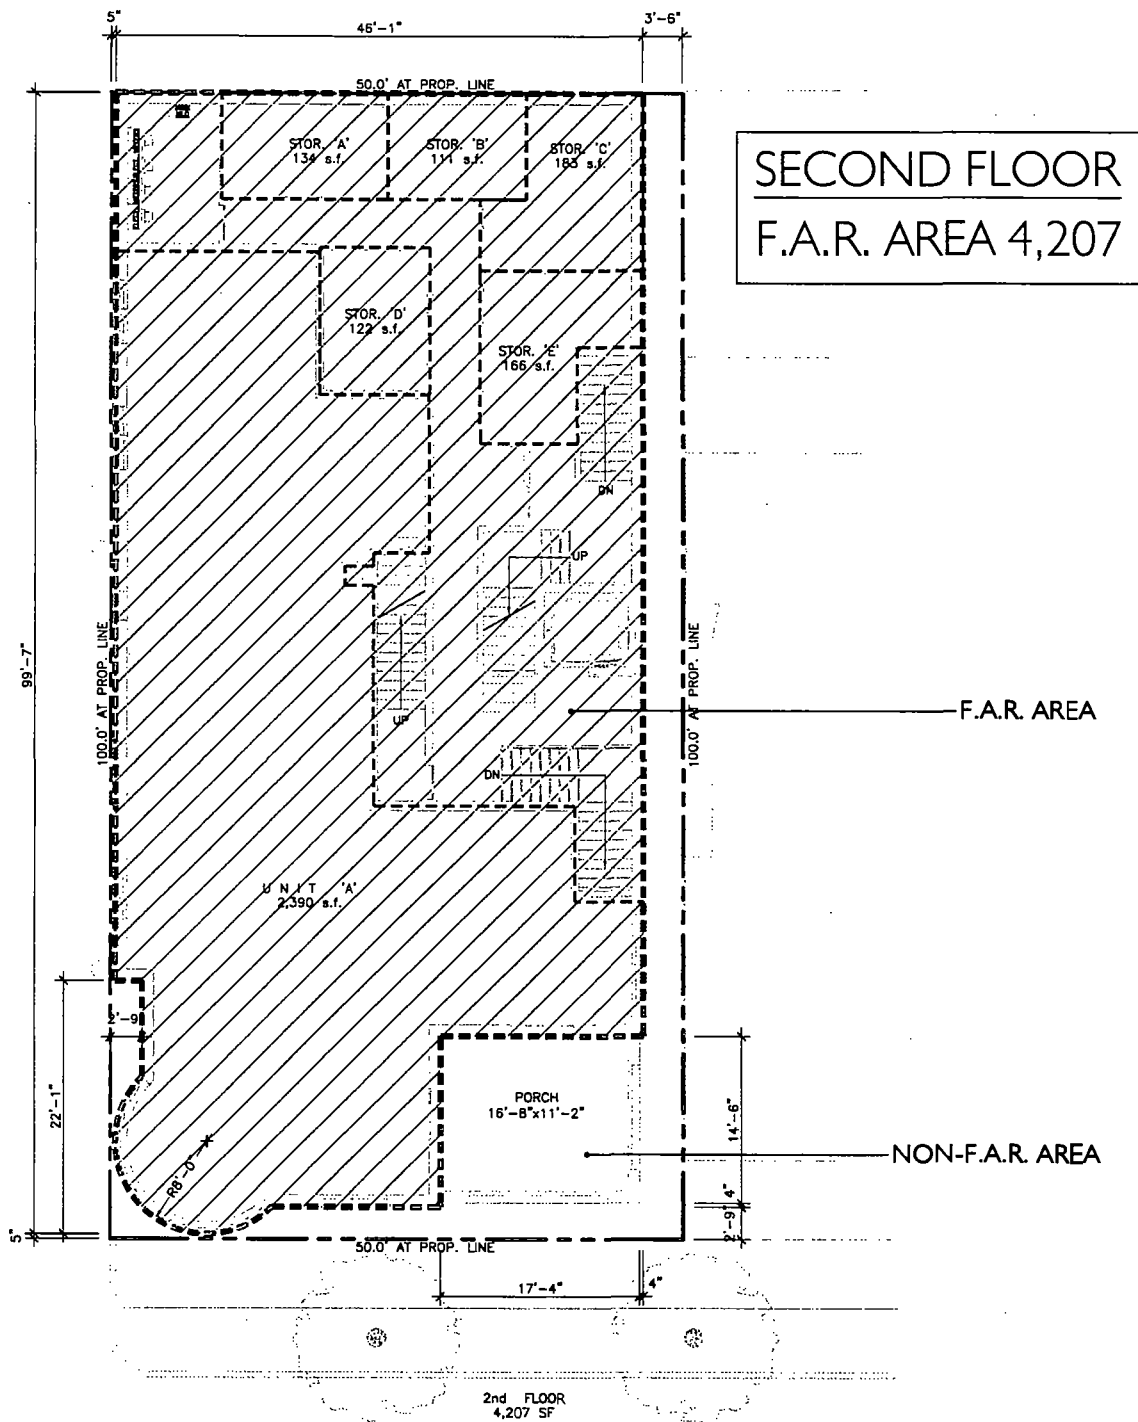 5"
46'-1"
3'-6"
50.0' AT PROP. LINE
STOR. 'A'
134 s.f.
STOR. 'B'
111 s.f.
STOR. 'C'
183 s.f.
SECOND FLOOR
F.A.R. AREA 4,207
STOR. 'D'
122 s.f.
STOR. 'E'
166 s.f.
DN
UP
99'-7"
100.0' AT PROP. LINE
100.0' AT PROP. LINE
F.A.R. AREA
UP
DN
UNIT 'A'
2,390 s.f.
2'-9
22'-1"
PORCH
16'-8"x11'-2"
14'-6"
R8'-0"
NON-F.A.R. AREA
4"
2'-9"
5"
50.0' AT PROP. LINE
17'-4"
4"
2nd FLOOR
4,207 SF